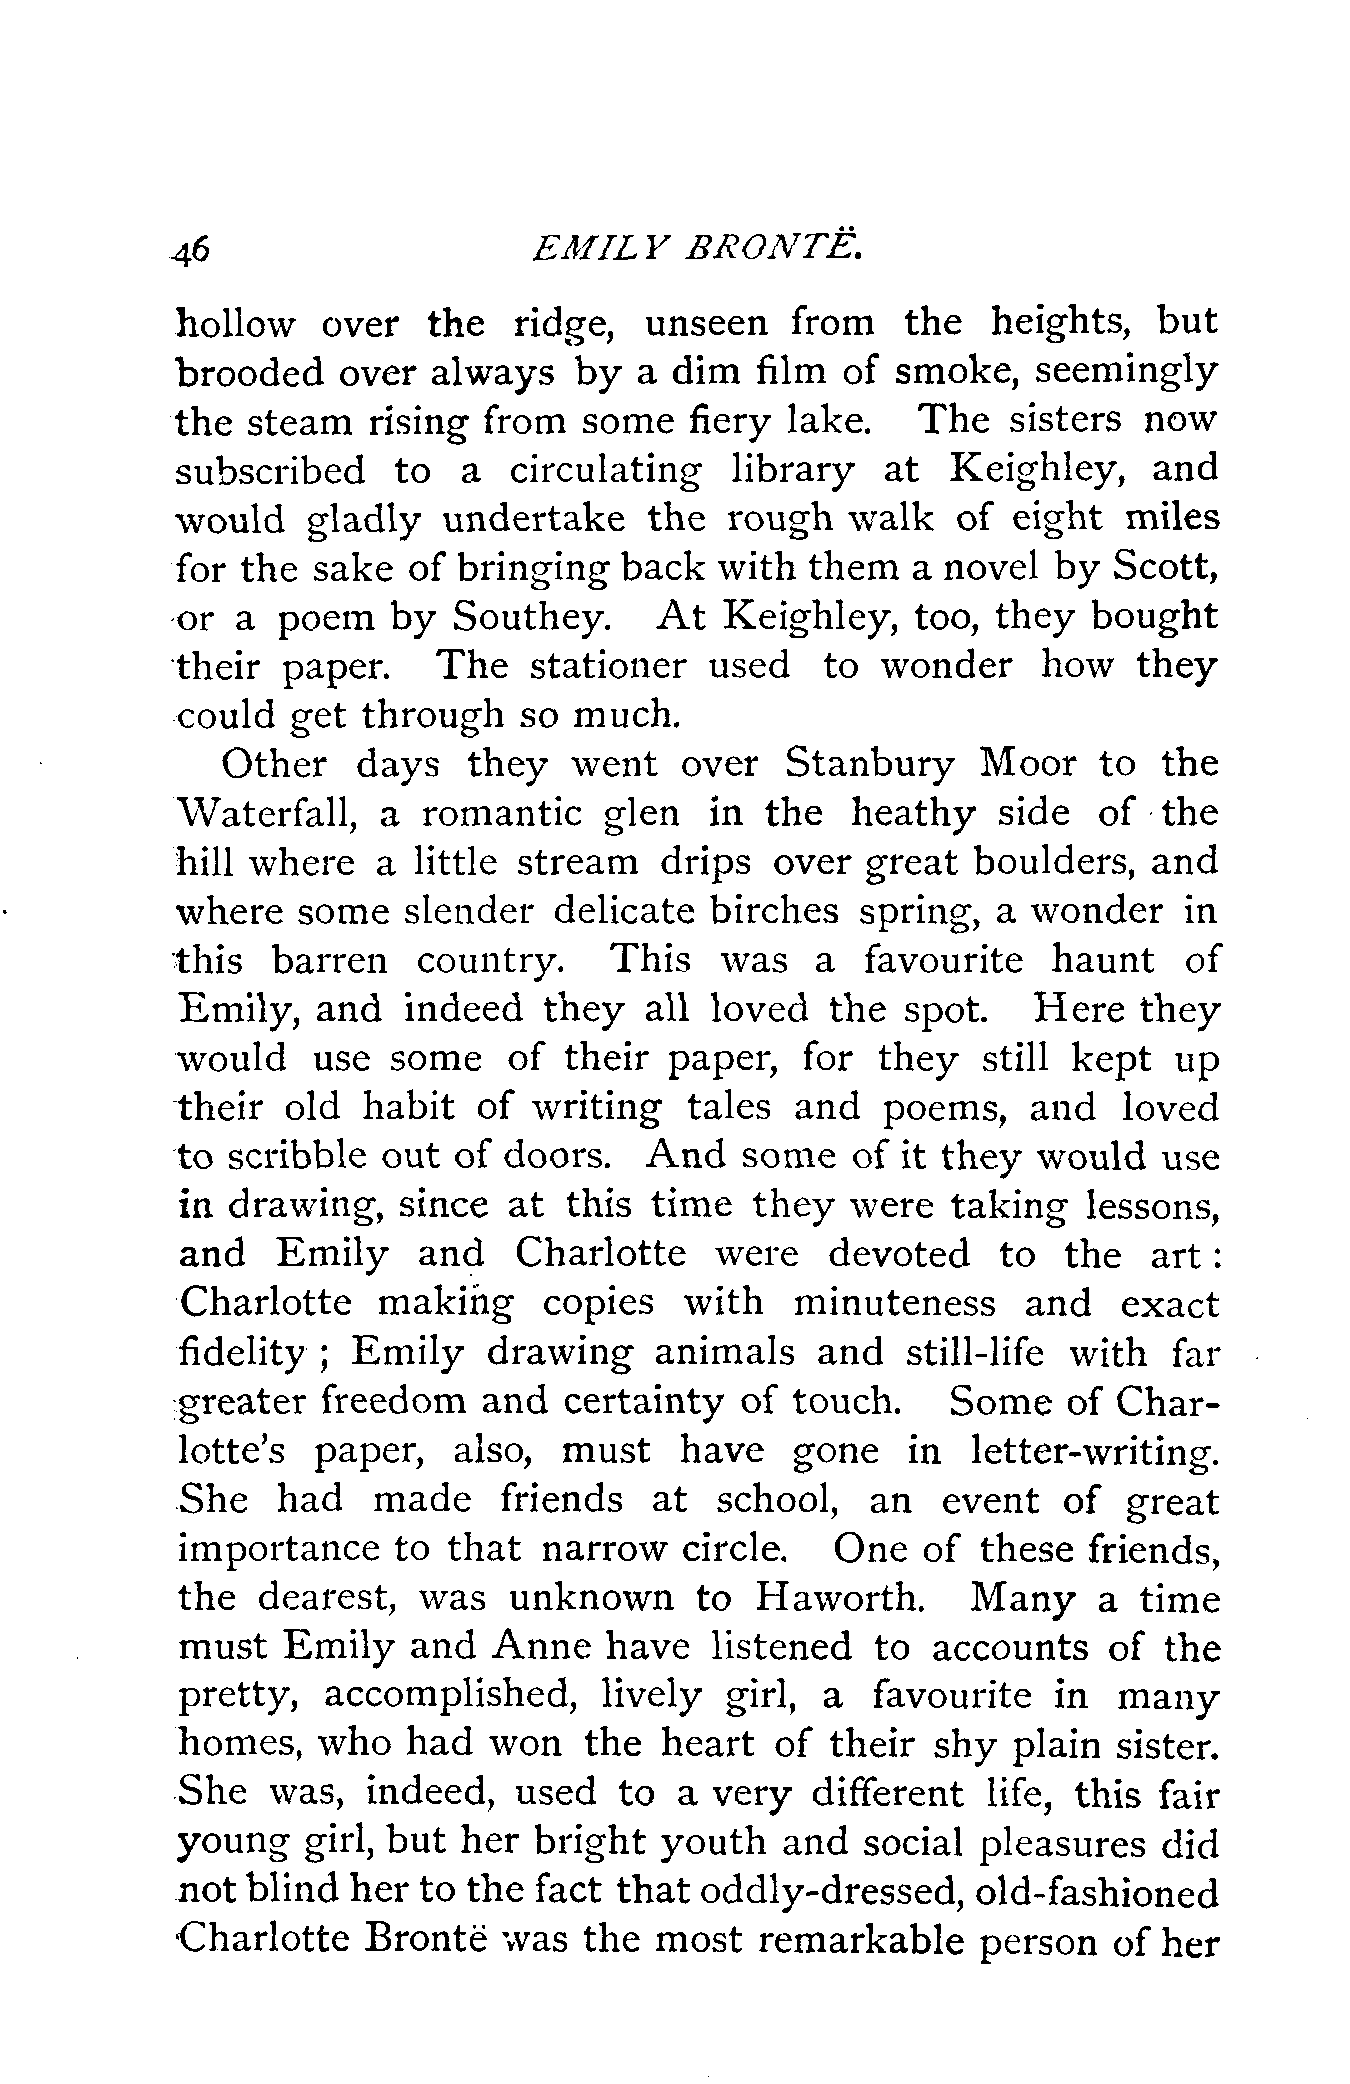 46 EMILY BRONTË.
hollow over the ridge, unseen from the heights, but
brooded over always by a dim film of smoke, seemingly
the steam rising from some fiery lake. The sisters now
subscribed to a circulating library at Keighley, and
would gladly undertake the rough walk of eight miles
for the sake of bringing back with them a novel by Scott,
or a poem by Southey. At Keighley, too, they bought
their paper. The stationer used to wonder how they
could get through so much.
Other days they went over Stanbury Moor to the
Waterfall, a romantic glen in the heathy side of the
hill where a little stream drips over great boulders, and
where some slender delicate birches spring, a wonder in
this barren country. This was a favourite haunt of
Emily, and indeed they all loved the spot. Here they
would use some of their paper, for they still kept up
their old habit of writing tales and poems, and loved
to scribble out of doors. And some of it they would use
in drawing, since at this time they were taking lessons,
and Emily and Charlotte were devoted to the art :
Charlotte making copies with minuteness and exact
fidelity ; Emily drawing animals and still-life with far
greater freedom and certainty of touch. Some of Char-
lotte's paper, also, must have gone in letter-writing.
She had made friends at school, an event of great
importance to that narrow circle. One of these friends,
the dearest, was unknown to Haworth. Many a time
must Emily and Anne have listened to accounts of the
pretty, accomplished, lively girl, a favourite in many
homes, who had won the heart of their shy plain sister.
She was, indeed, used to a very different life, this fair
young girl, but her bright youth and social pleasures did
not blind her to the fact that oddly-dressed, old-fashioned
Charlotte Brontë was the most remarkable person of her